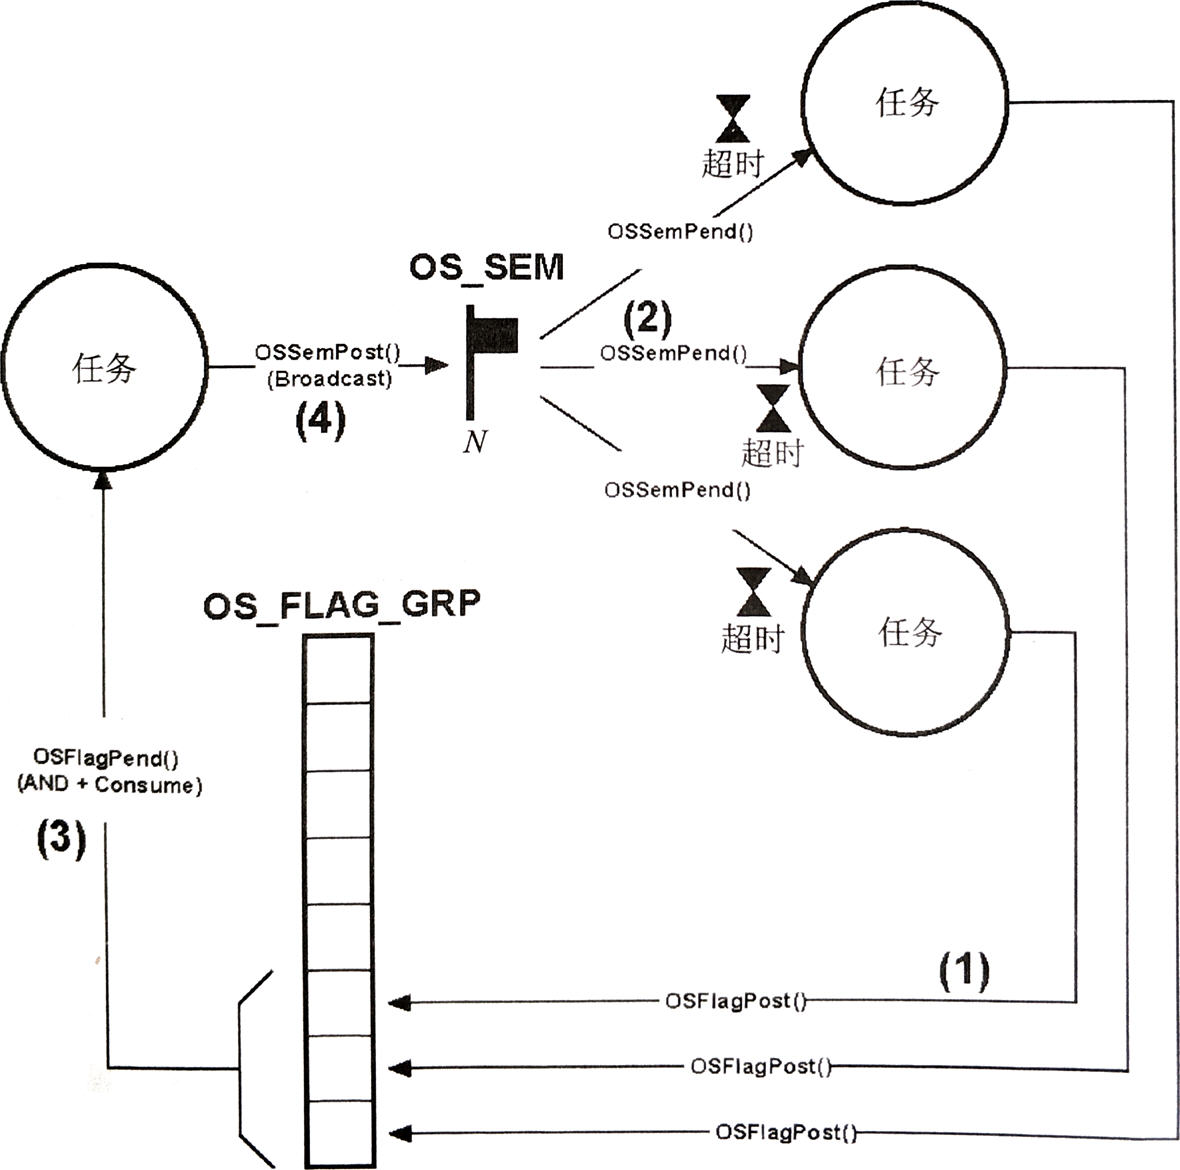 任务
超时
OSSemPend()
OS_SEM
(2)
任务
OSSemPost()
(Broadcast)
(4)
OSSemPend()
任务
N
超时
OSSemPend()
OS_FLAG_GRP
超时
任务
OSFlagPend()
(AND + Consume)
(3)
(1)
OSFlagPost()
OSFlagPost()
OSFlagPost()